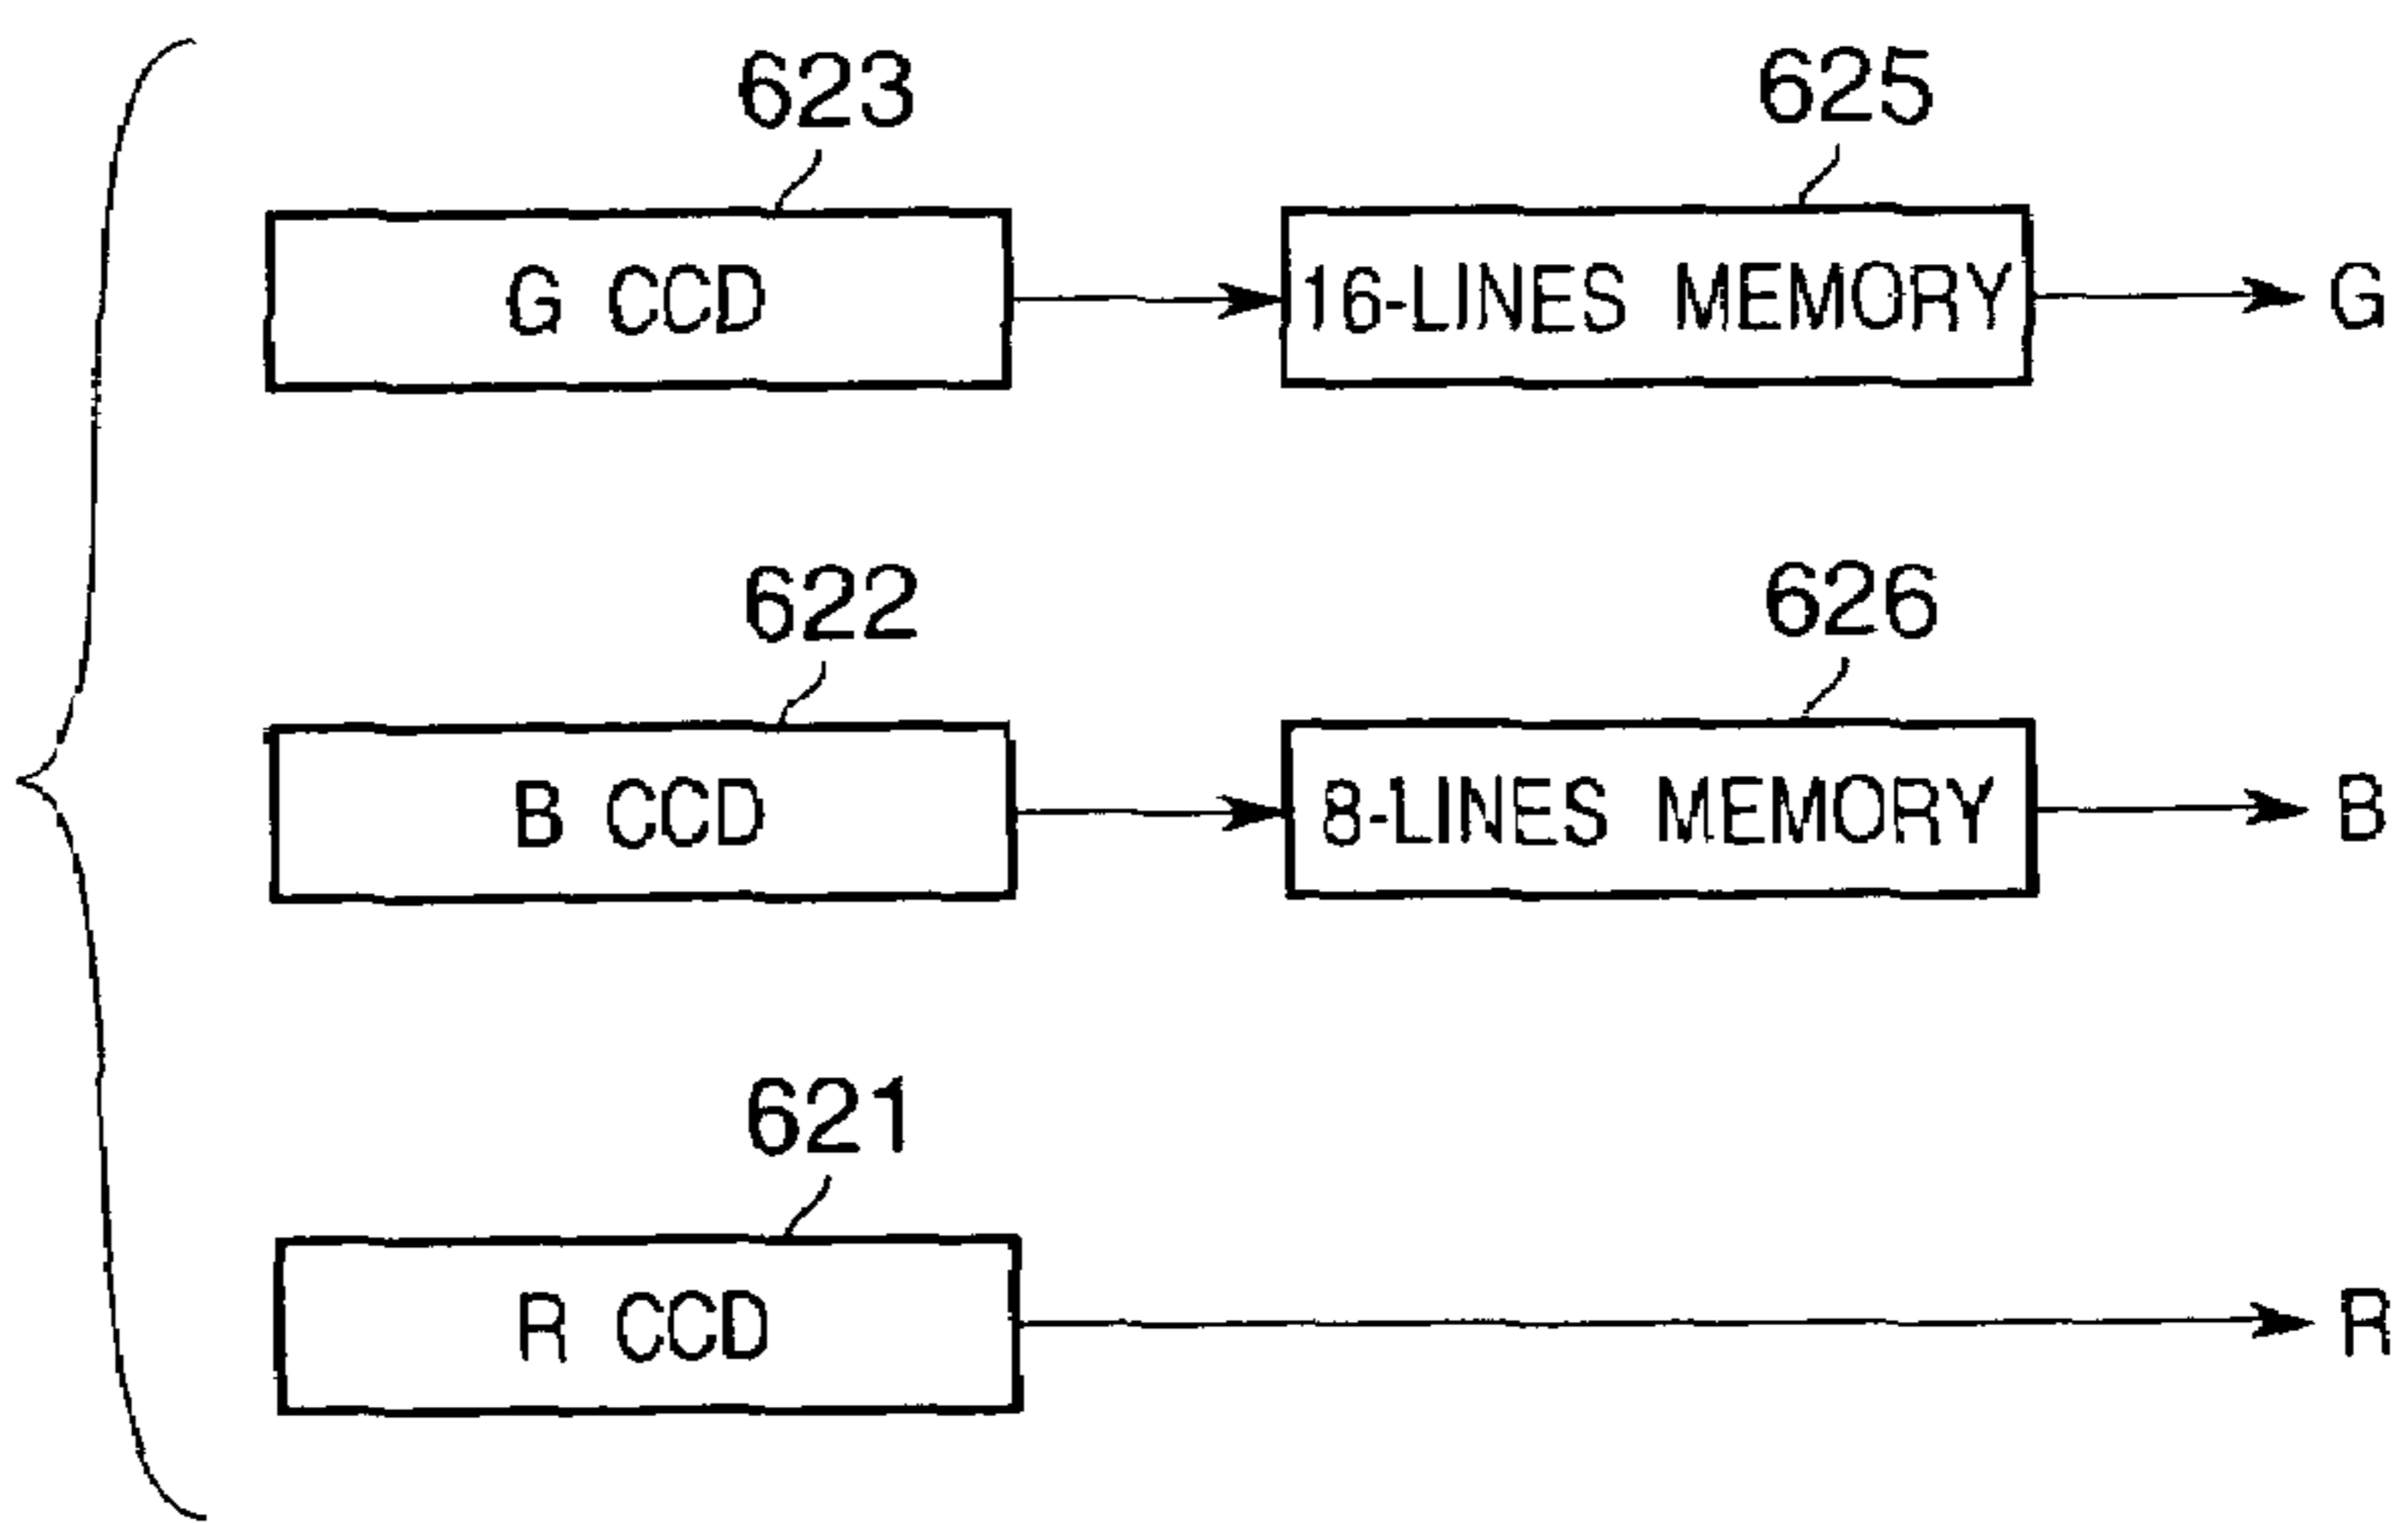 623 625
G CCD 16-LINES MEMORY G
622 626
B CCD 8-LINES MEMORY B
621
R CCD R